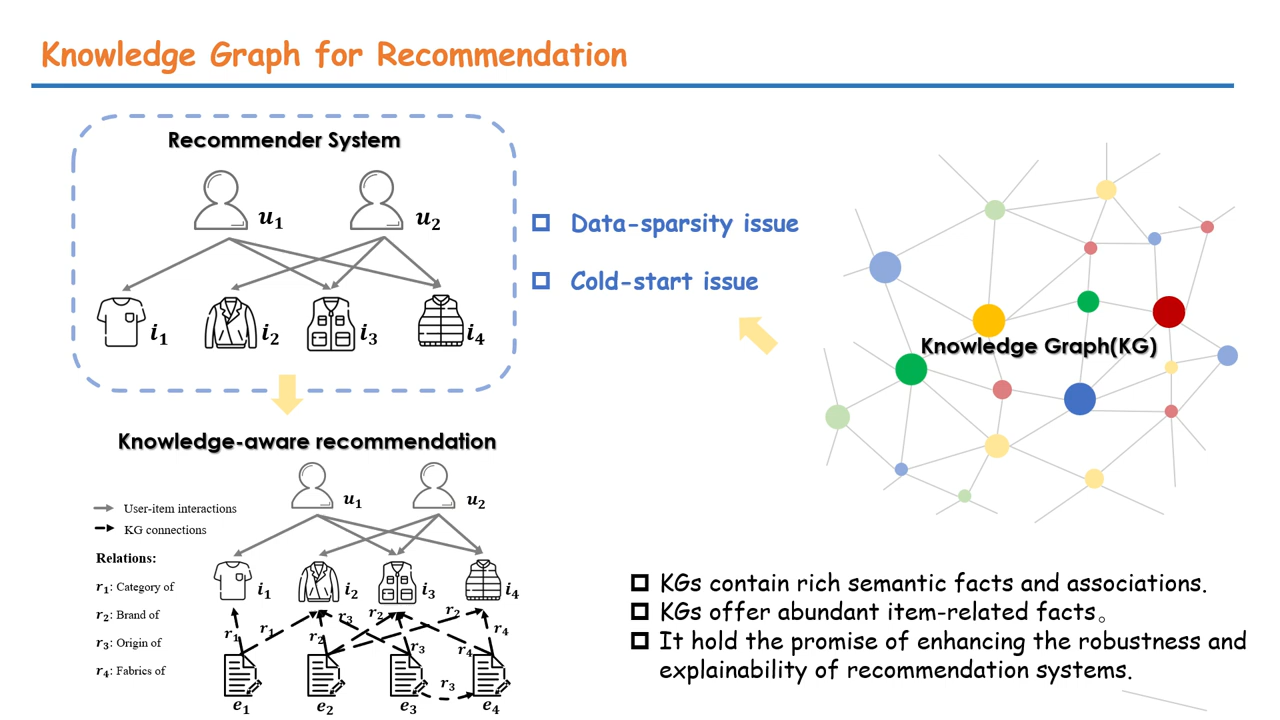 Knowledge Graph for Recommendation
Recommender System
u1
u2
i1
i2
i3
i4
Data-sparsity issue
Cold-start issue
Knowledge Graph(KG)
Knowledge-aware recommendation
u1
u2
User-item interactions
KG connections
Relations:
r1: Category of
r2: Brand of
r3: Origin of
r4: Fabrics of
i1
i2
i3
i4
r1
r1
r2
r3
r2
r3
r2
r4
r4
r3
e1
e2
e3
e4
KGs contain rich semantic facts and associations.
KGs offer abundant item-related facts。
It hold the promise of enhancing the robustness and
explainability of recommendation systems.